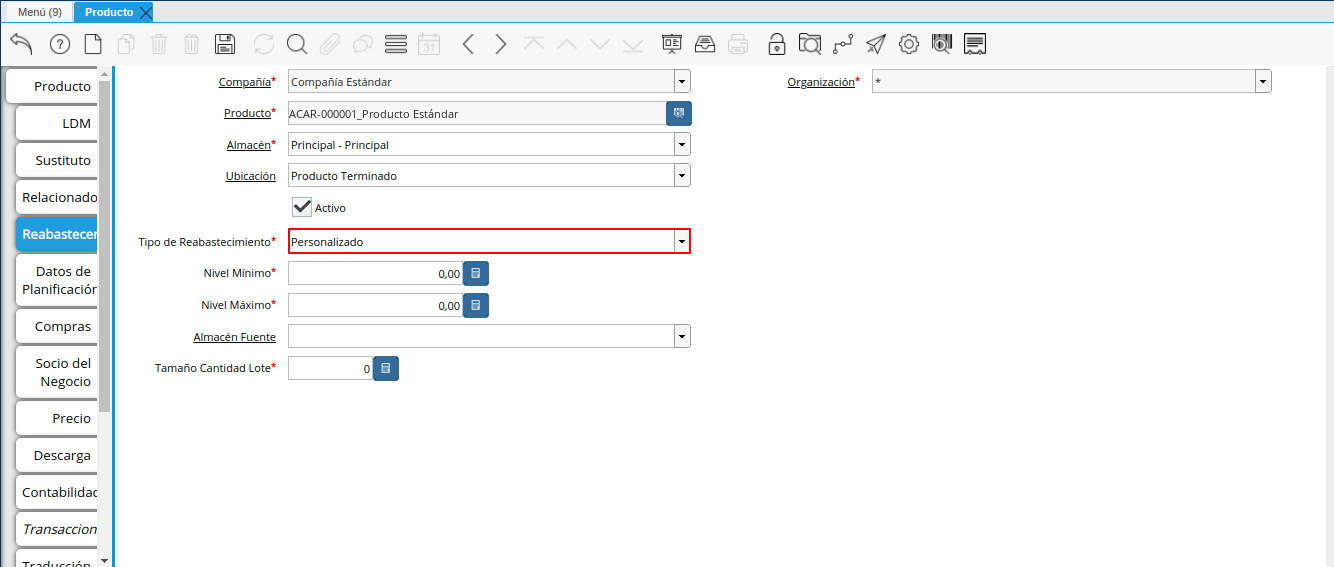 Menú (9)
Producto
31
Producto
LDM
Sustituto
Relacionado
Reabastecer
Datos de
Planificación
Compras
Socio del
Negocio
Precio
Descarga
Contabilidad
Transaccion
Traducción
Compañía* Compañía Estándar
Organización* *
Producto* ACAR-000001_Producto Estándar
Almacén* Principal - Principal
Ubicación Producto Terminado
Activo
Tipo de Reabastecimiento* Personalizado
Nivel Mínimo* 0,00
Nivel Máximo* 0,00
Almacén Fuente
Tamaño Cantidad Lote* 0